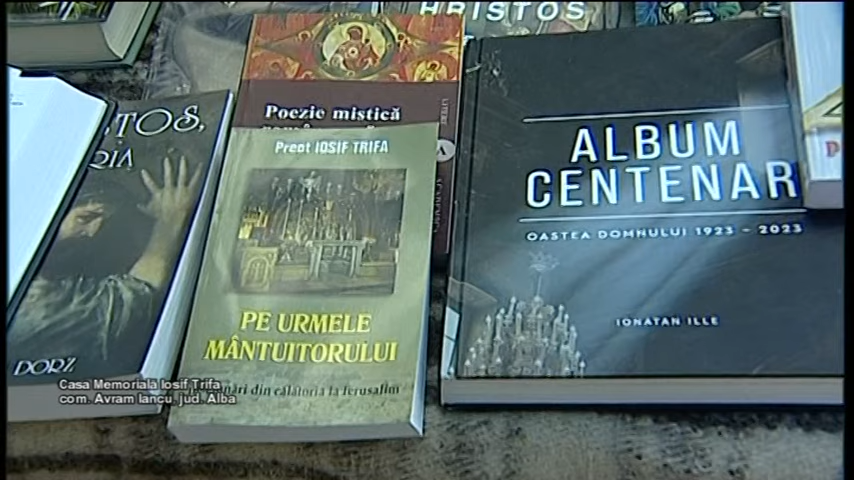 HRISTOS
Poezie mistică
Preot IOSIF TRIFA
PE URMELE
MÂNTUITORULUI
din călătoria la Ierusalim
ALBUM
CENTENAR
OASTEA DOMNULUI 1923 - 2023
IONATAN ILLE
DORZ
Casa Memorială Iosif Trifa
com. Avram Iancu, jud. Alba